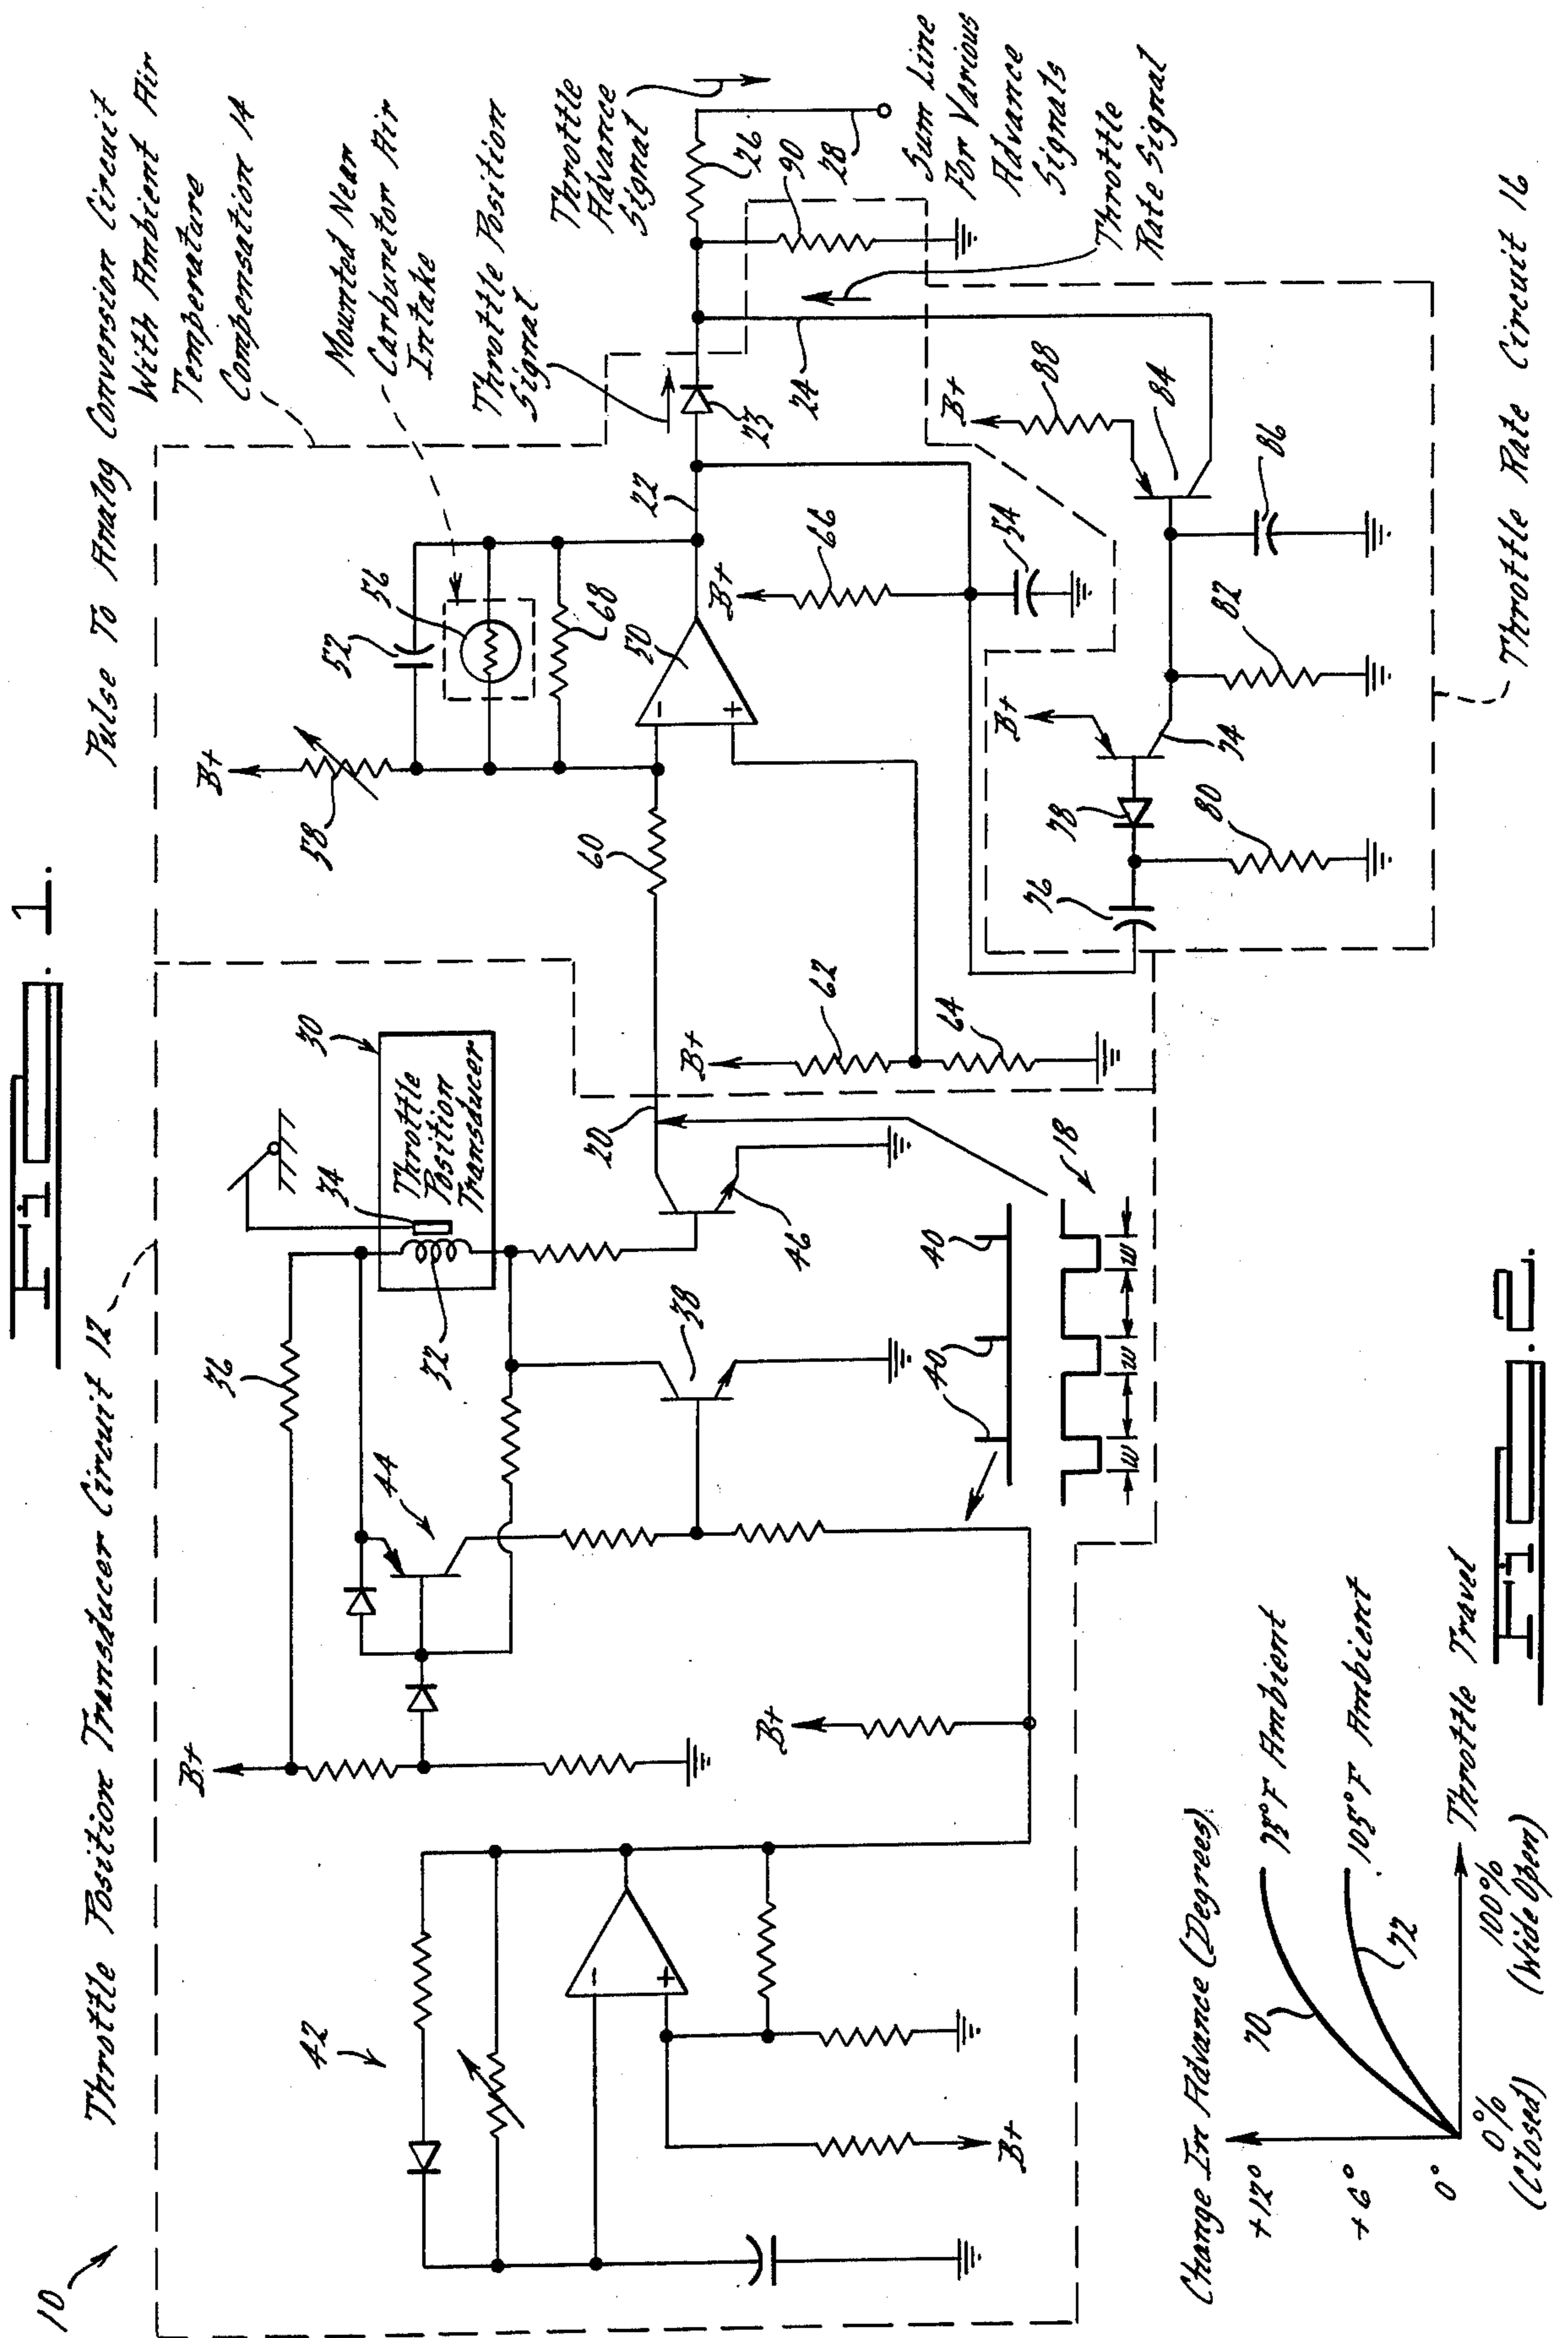 Fig. 1.
10
Throttle Position Transducer Circuit 12
Pulse To Analog Conversion Circuit
With Ambient Air
Temperature
Compensation 14
Mounted Near
Carburetor Air
Intake
Throttle Position
Signal
Throttle
Advance
Signal
Sum Line
For Various
Advance
Signals
Throttle
Rate Signal
Throttle Rate Circuit 16
42
B+
B+
B+
36
44
32
34
30
Throttle
Position
Transducer
38
46
20
40
40
40
18
w
w
w
B+
62
64
60
B+
58
52
56
68
50
-
+
-
+
22
B+
66
54
23
24
26
28
90
76
78
80
B+
74
82
84
86
88
B+
Change In Advance (Degrees)
+12°
+6°
0°
70
72
75°F Ambient
105°F Ambient
Throttle Travel
0%
(Closed)
100%
(Wide Open)
Fig. 2.